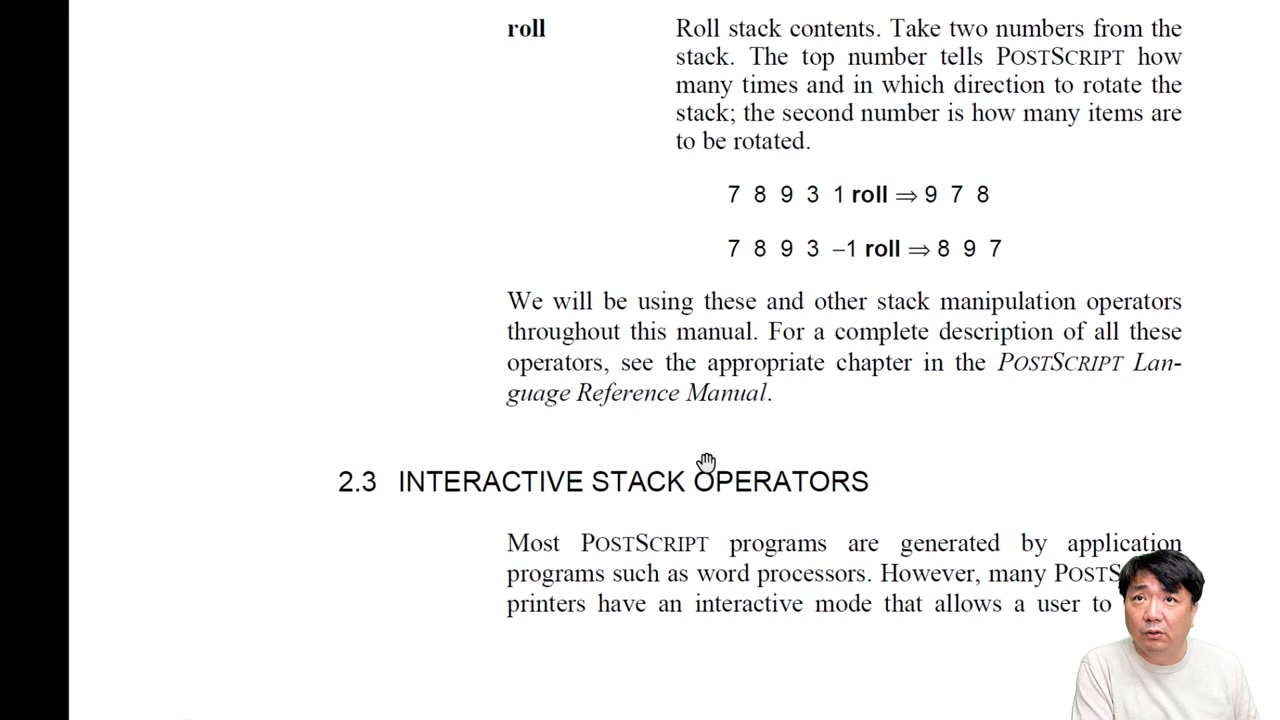 roll Roll stack contents. Take two numbers from the
stack. The top number tells POSTSCRIPT how
many times and in which direction to rotate the
stack; the second number is how many items are
to be rotated.
7 8 9 3 1 roll ⇒ 9 7 8
7 8 9 3 –1 roll ⇒ 8 9 7
We will be using these and other stack manipulation operators
throughout this manual. For a complete description of all these
operators, see the appropriate chapter in the POSTSCRIPT Lan-
guage Reference Manual.
2.3 INTERACTIVE STACK OPERATORS
Most POSTSCRIPT programs are generated by application
programs such as word processors. However, many
printers have an interactive mode that allows a user to